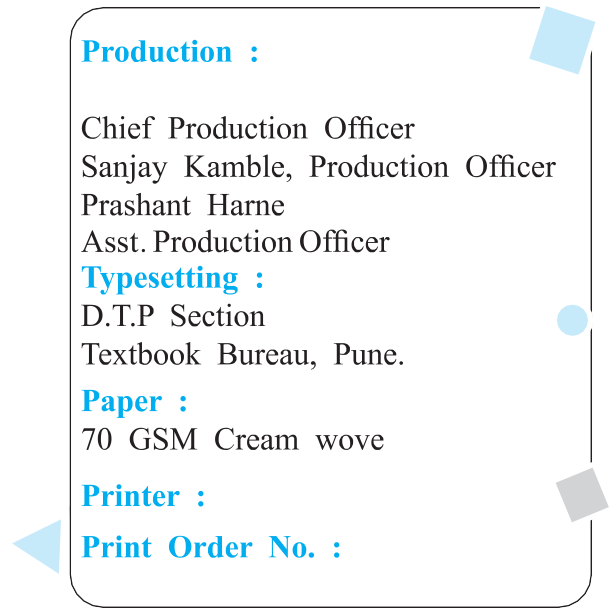 Production :
Chief Production Officer
Sanjay Kamble, Production Officer
Prashant Harne
Asst. Production Officer
Typesetting :
D.T.P Section
Textbook Bureau, Pune.
Paper :
70 GSM Cream wove
Printer :
Print Order No. :